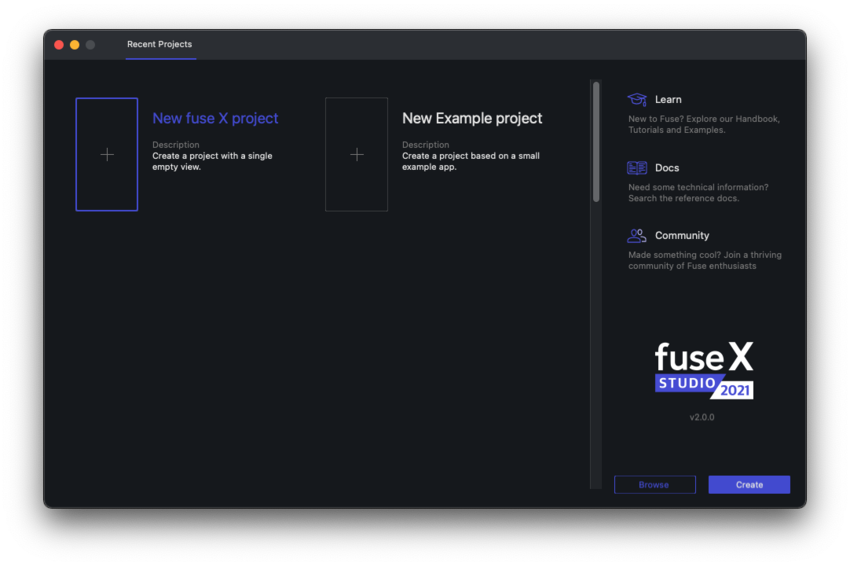 Recent Projects
New fuse X project
Description
Create a project with a single
empty view.
New Example project
Description
Create a project based on a small
example app.
Learn
New to Fuse? Explore our Handbook,
Tutorials and Examples.
Docs
Need some technical information?
Search the reference docs.
Community
Made something cool? Join a thriving
community of Fuse enthusiasts
fuse X
STUDIO
2021
v2.0.0
Browse
Create